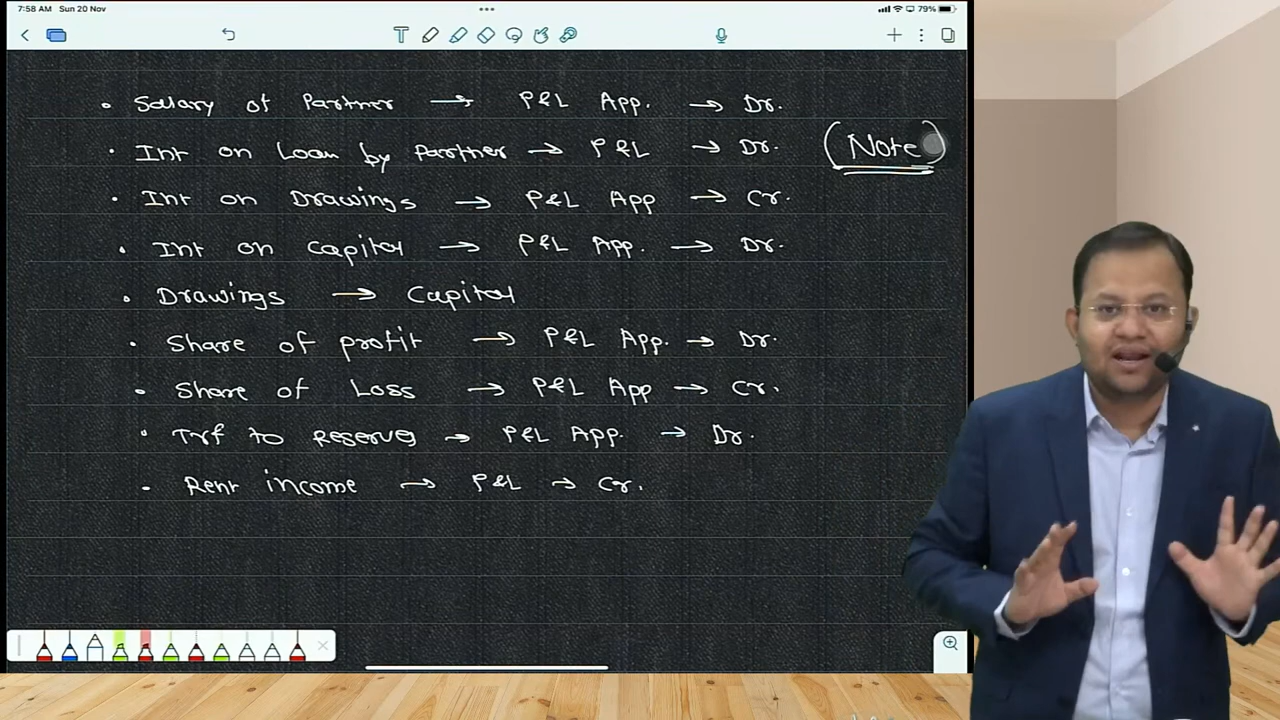 7:58 AM Sun 20 Nov
79%
• Salary of Partner → P&L App. → Dr.
• Int on Loan by Partner → P&L → Dr. (Note)
• Int on Drawings → P&L App → Cr.
• Int on Capital → P&L App. → Dr.
• Drawings → Capital
• Share of profit → P&L App. → Dr.
• Share of Loss → P&L App → Cr.
• Trf to Reserve → P&L App. → Dr.
• Rent income → P&L → Cr.